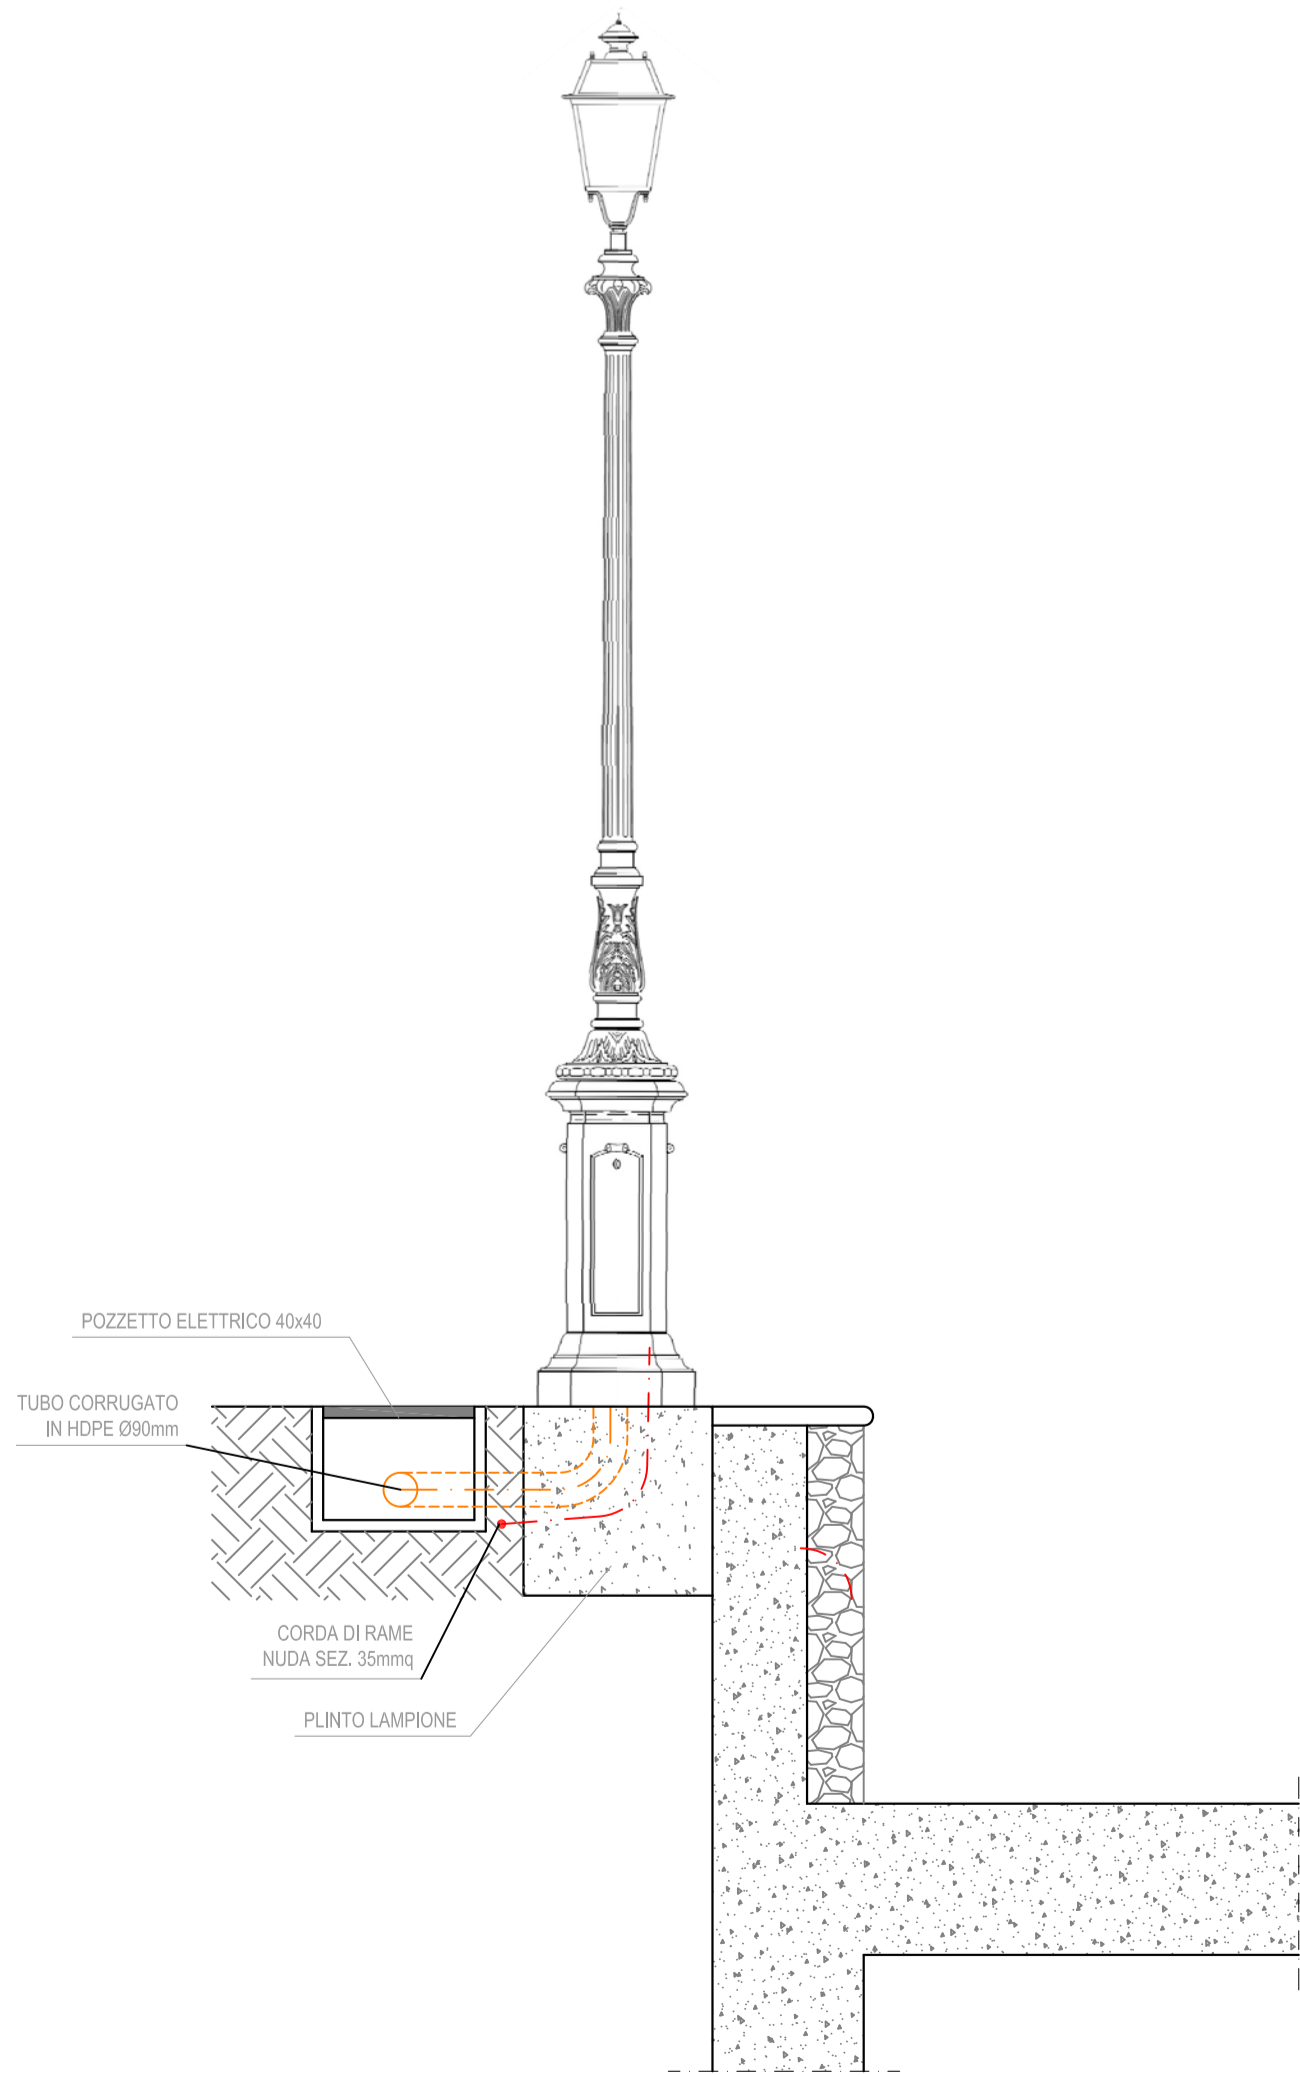 POZZETTO ELETTRICO 40x40
TUBO CORRUGATO
IN HDPE Ø90mm
CORDA DI RAME
NUDA SEZ. 35mmq
PLINTO LAMPIONE